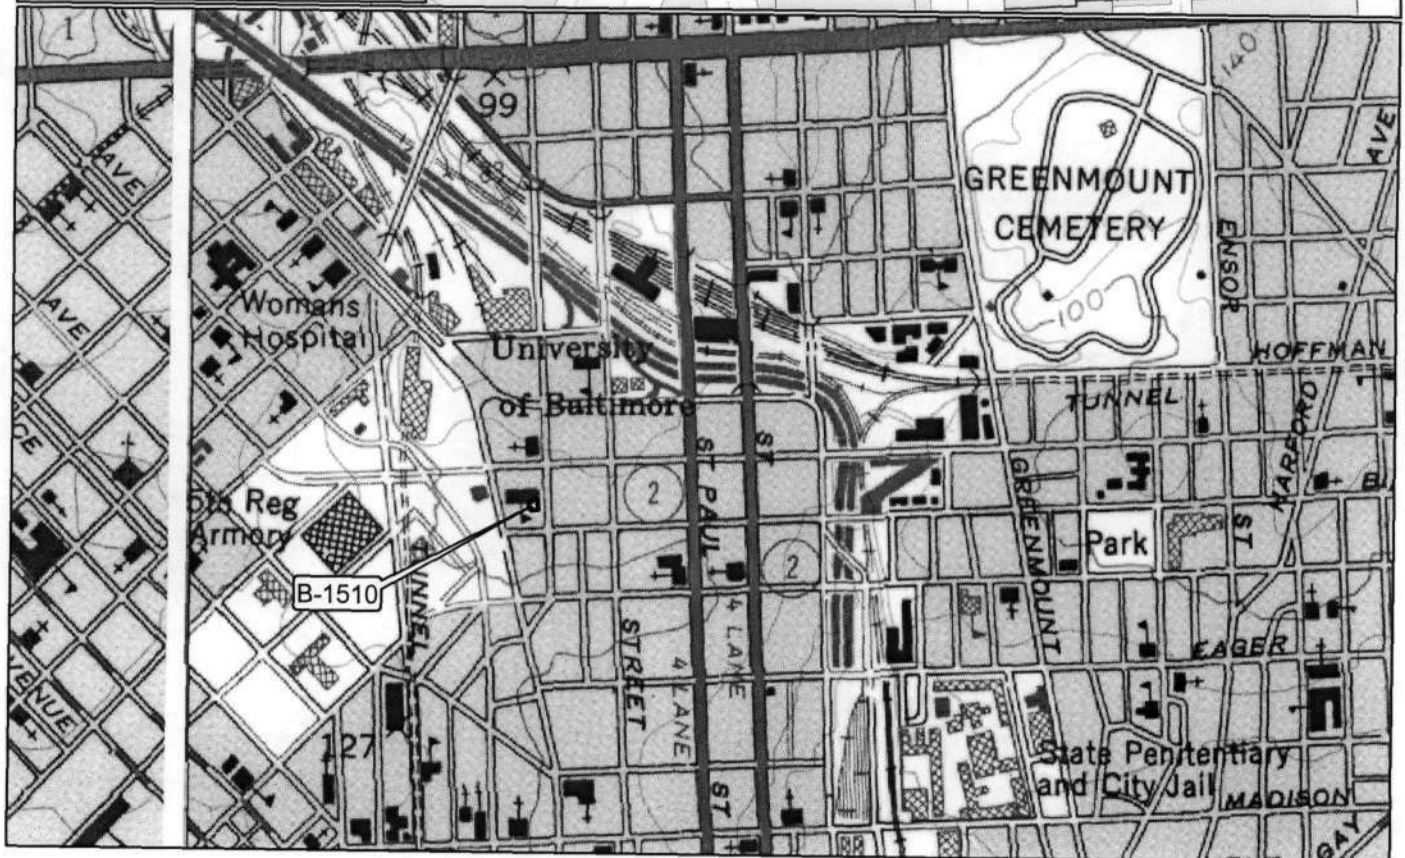 1
99
140
AVE
AVE
GREENMOUNT
CEMETERY
ENSOR
AVE
Womans
Hospital
100
University
of Baltimore
HOFFMAN
TUNNEL
HARFORD
ST PAUL
ST
2
GREENMOUNT
Reg
Armory
ST
Park
2
B-1510
TUNNEL
STREET
4 LANE
4 LANE
EAGER
VENUE
127
State Penitentiary
and City Jail
ST
MADISON
GAY